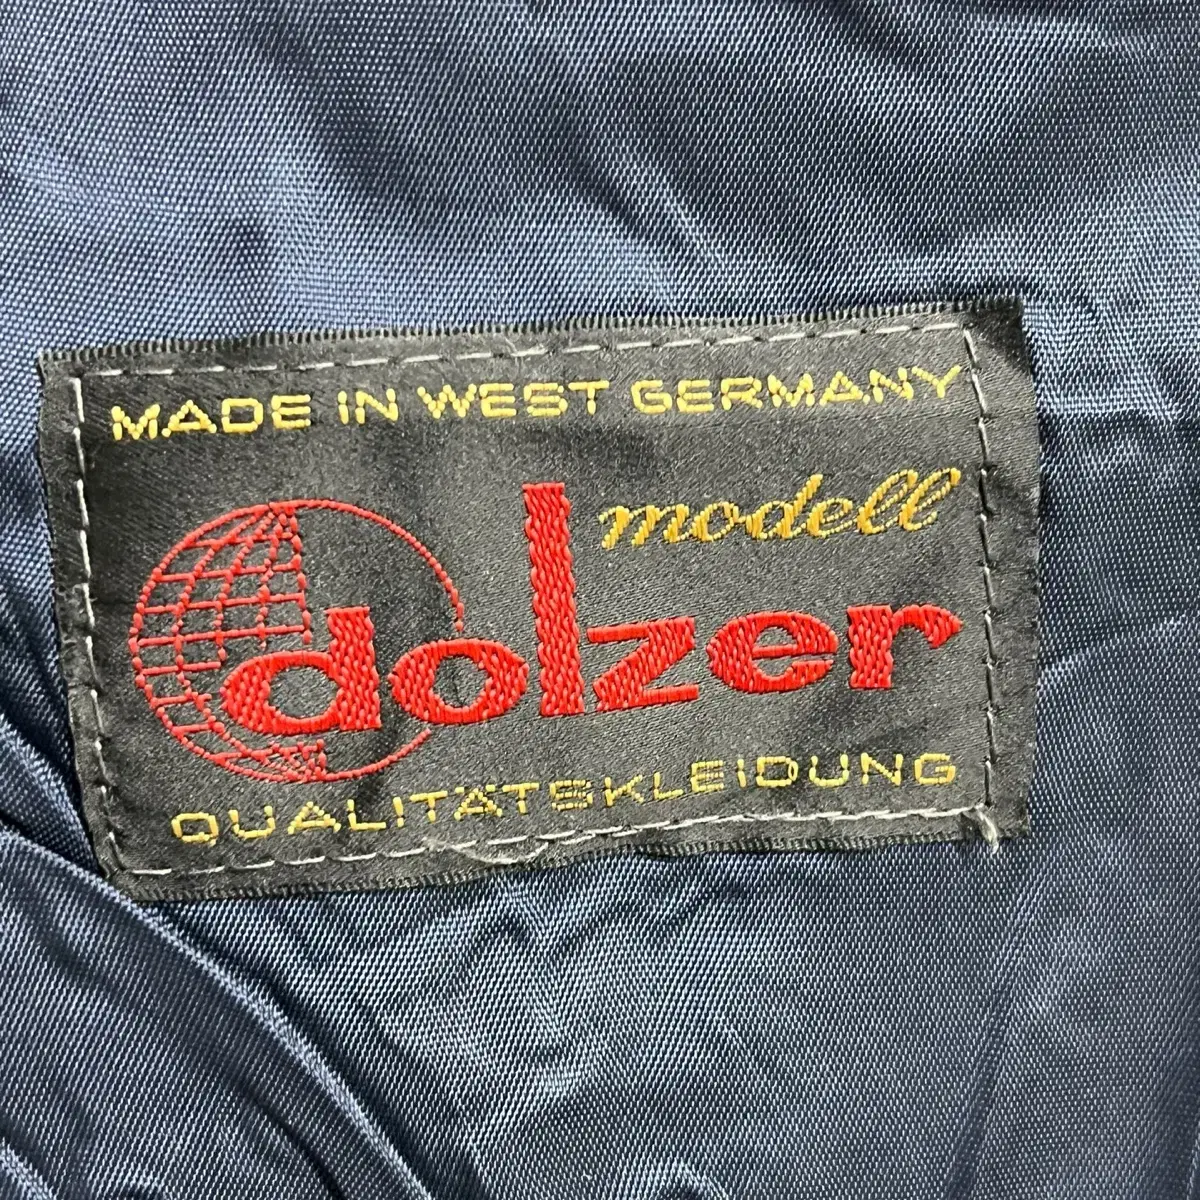 MADE IN WEST GERMANY
modell
dolzer
QUALITÄTSKLEIDUNG